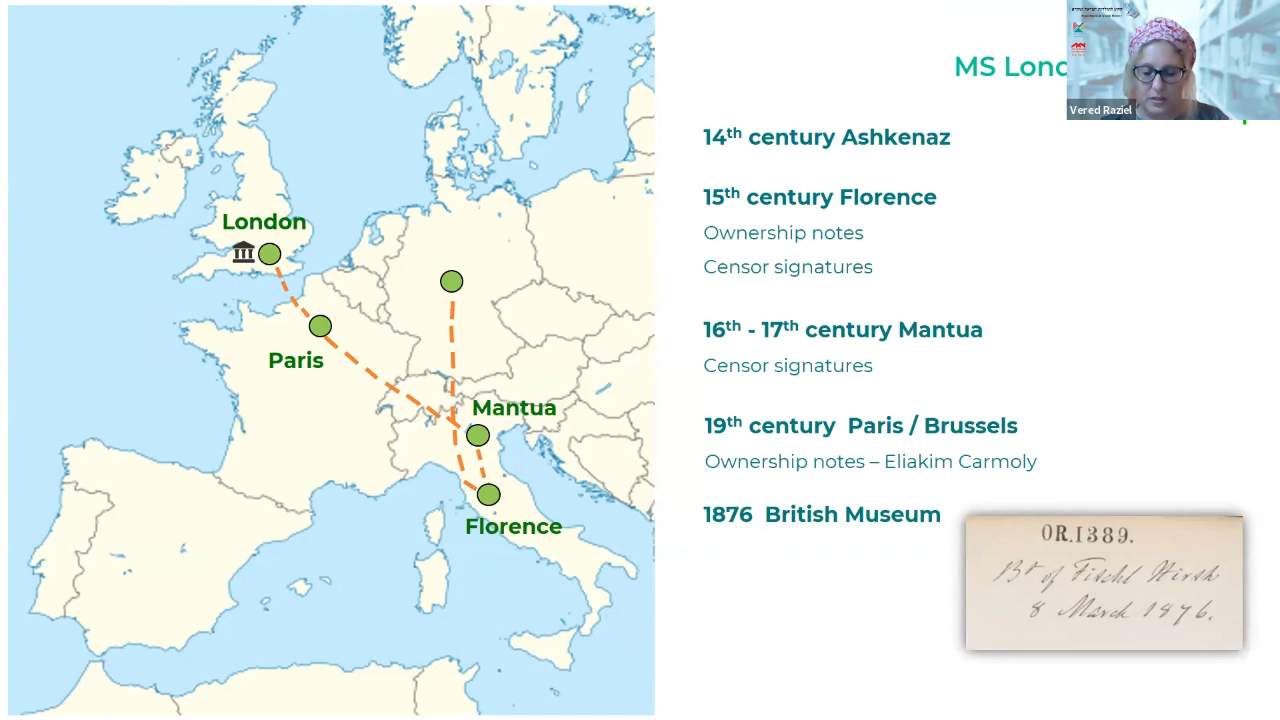 MS Lond
Vered Raziel
14th century Ashkenaz
15th century Florence
Ownership notes
Censor signatures
16th - 17th century Mantua
Censor signatures
19th century Paris / Brussels
Ownership notes – Eliakim Carmoly
1876 British Museum
OR.1389.
Bt of Fischl Hirsh
8 March 1876.
London
Paris
Mantua
Florence